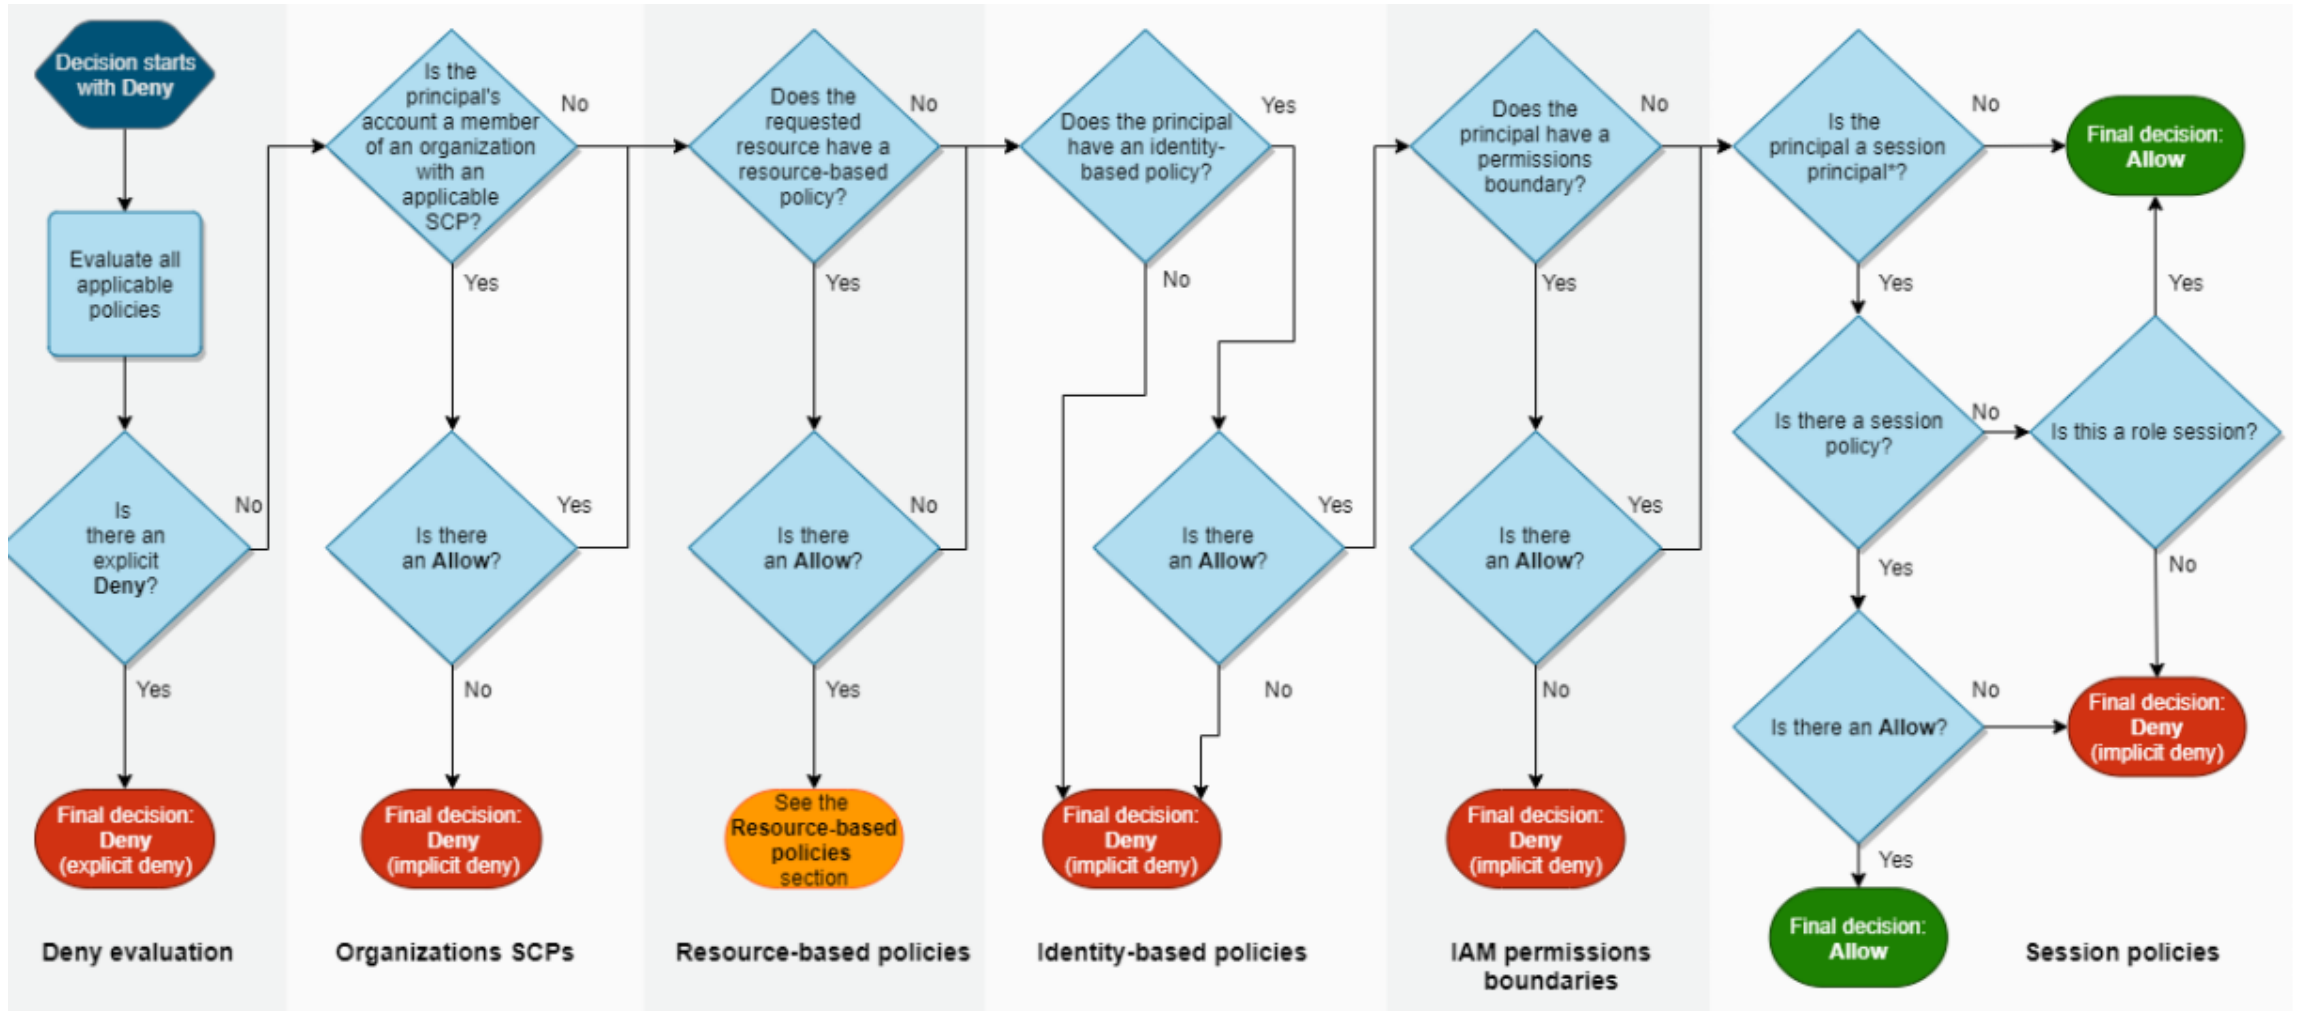 Decision starts
with Deny
Evaluate all
applicable
policies
Is
there an
explicit
Deny?
No
Yes
Final decision:
Deny
(explicit deny)
Deny evaluation
Is the
principal's
account a member
of an organization
with an
applicable
SCP?
No
Yes
Is there
an Allow?
Yes
No
Final decision:
Deny
(implicit deny)
Organizations SCPs
Does the
requested
resource have a
resource-based
policy?
No
Yes
Is there
an Allow?
No
Yes
See the
Resource-based
policies
section
Resource-based policies
Does the principal
have an identity-
based policy?
Yes
No
Is there
an Allow?
Yes
No
Final decision:
Deny
(implicit deny)
Identity-based policies
Does the
principal have a
permissions
boundary?
No
Yes
Is there
an Allow?
Yes
No
Final decision:
Deny
(implicit deny)
IAM permissions
boundaries
Is the
principal a session
principal*?
No
Final decision:
Allow
Yes
Yes
Is there a session
policy?
No
Is this a role session?
Yes
No
Is there an Allow?
No
Final decision:
Deny
(implicit deny)
Yes
Final decision:
Allow
Session policies